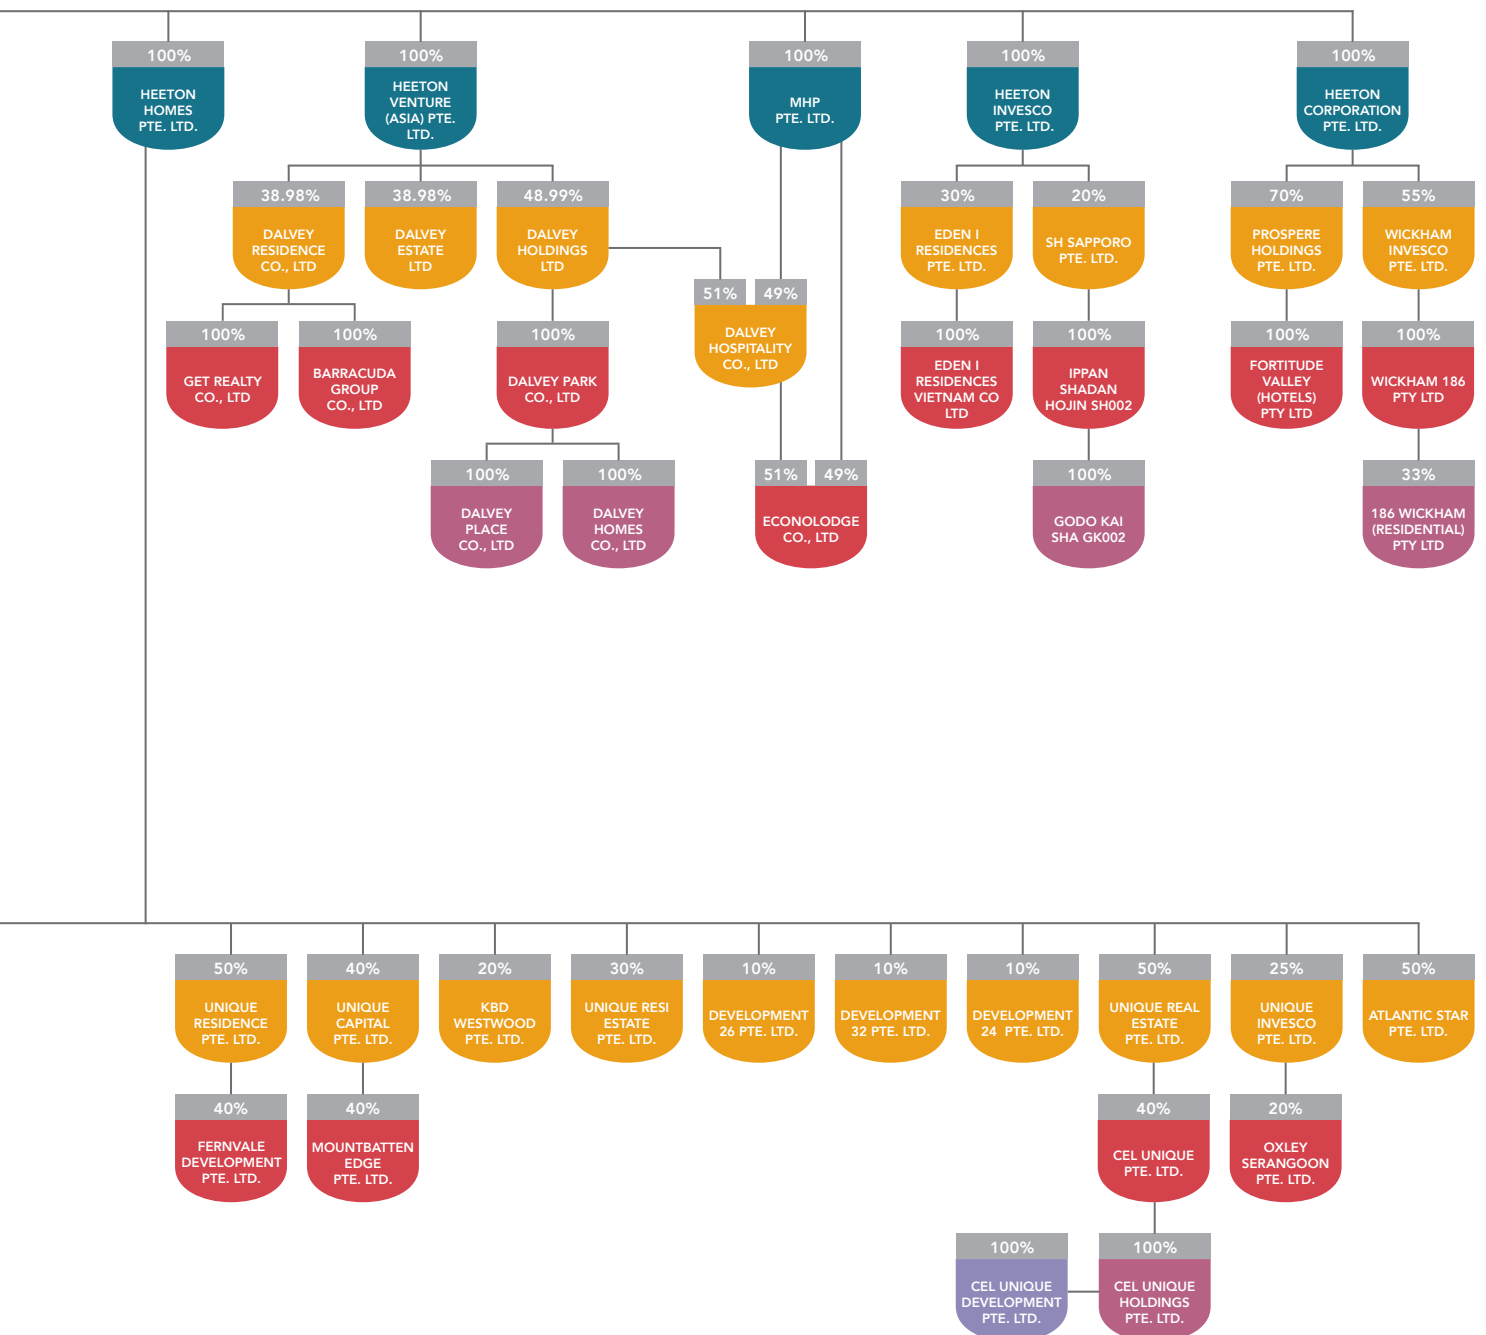 100%
HEETON
HOMES
PTE. LTD.
100%
HEETON
VENTURE
(ASIA) PTE.
LTD.
100%
MHP
PTE. LTD.
100%
HEETON
INVESCO
PTE. LTD.
100%
HEETON
CORPORATION
PTE. LTD.
38.98%
DALVEY
RESIDENCE
CO., LTD
38.98%
DALVEY
ESTATE
LTD
48.99%
DALVEY
HOLDINGS
LTD
51% 49%
DALVEY
HOSPITALITY
CO., LTD
30%
EDEN I
RESIDENCES
PTE. LTD.
20%
SH SAPPORO
PTE. LTD.
70%
PROSPERE
HOLDINGS
PTE. LTD.
55%
WICKHAM
INVESCO
PTE. LTD.
100%
GET REALTY
CO., LTD
100%
BARRACUDA
GROUP
CO., LTD
100%
DALVEY PARK
CO., LTD
100%
EDEN I
RESIDENCES
VIETNAM CO
LTD
100%
IPPAN
SHADAN
HOJIN SH002
100%
FORTITUDE
VALLEY
(HOTELS)
PTY LTD
100%
WICKHAM 186
PTY LTD
100%
DALVEY
PLACE
CO., LTD
100%
DALVEY
HOMES
CO., LTD
51% 49%
ECONOLODGE
CO., LTD
100%
GODO KAI
SHA GK002
33%
186 WICKHAM
(RESIDENTIAL)
PTY LTD
50%
UNIQUE
RESIDENCE
PTE. LTD.
40%
UNIQUE
CAPITAL
PTE. LTD.
20%
KBD
WESTWOOD
PTE. LTD.
30%
UNIQUE RESI
ESTATE
PTE. LTD.
10%
DEVELOPMENT
26 PTE. LTD.
10%
DEVELOPMENT
32 PTE. LTD.
10%
DEVELOPMENT
24 PTE. LTD.
50%
UNIQUE REAL
ESTATE
PTE. LTD.
25%
UNIQUE
INVESCO
PTE. LTD.
50%
ATLANTIC STAR
PTE. LTD.
40%
FERNVALE
DEVELOPMENT
PTE. LTD.
40%
MOUNTBATTEN
EDGE
PTE. LTD.
40%
CEL UNIQUE
PTE. LTD.
20%
OXLEY
SERANGOON
PTE. LTD.
100%
CEL UNIQUE
DEVELOPMENT
PTE. LTD.
100%
CEL UNIQUE
HOLDINGS
PTE. LTD.